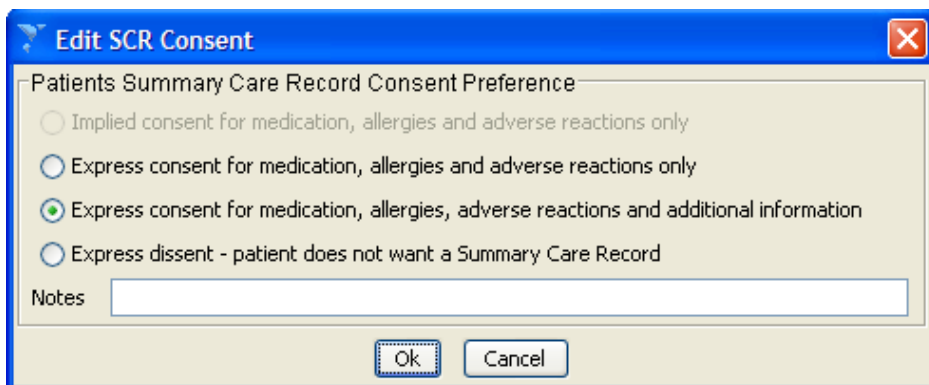 Edit SCR Consent
Patients Summary Care Record Consent Preference
Implied consent for medication, allergies and adverse reactions only
Express consent for medication, allergies and adverse reactions only
Express consent for medication, allergies, adverse reactions and additional information
Express dissent - patient does not want a Summary Care Record
Notes
Ok Cancel